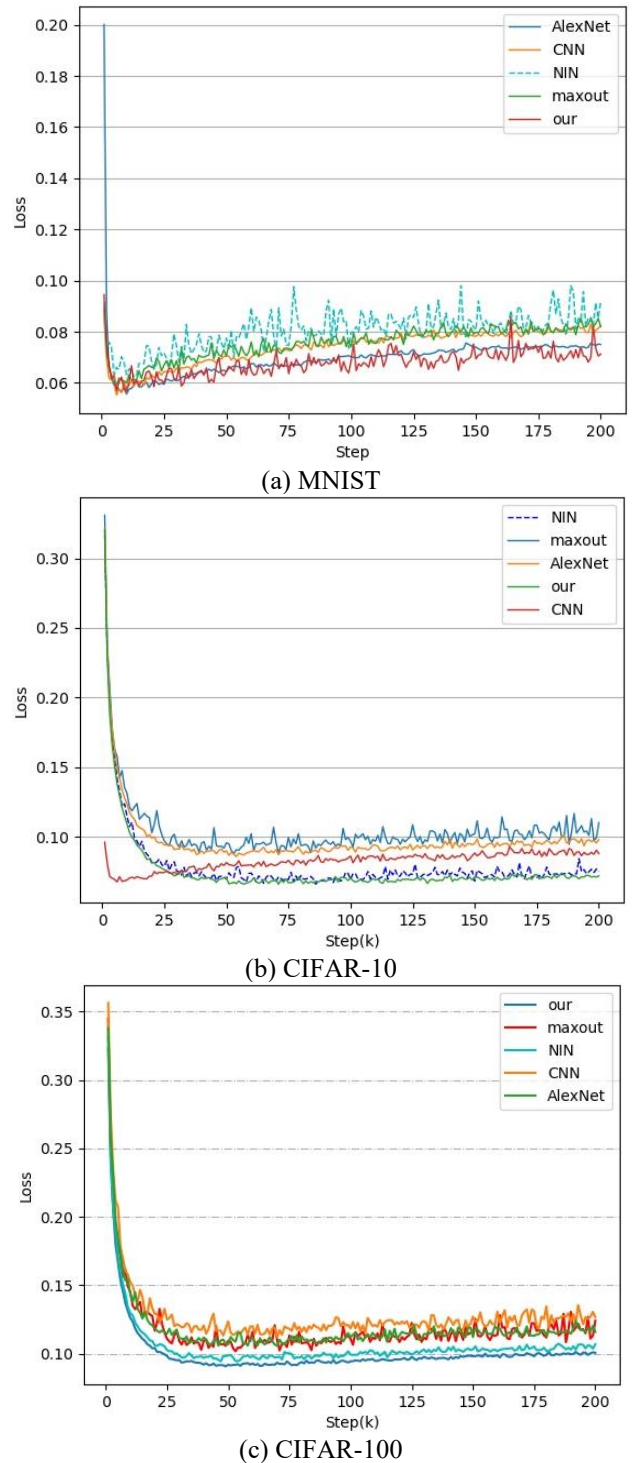 0.20
0.18
0.16
0.14
0.12
0.10
0.08
0.06
Loss
AlexNet
CNN
NIN
maxout
our
0 25 50 75 100 125 150 175 200
Step
(a) MNIST
0.30
0.25
0.20
0.15
0.10
Loss
NIN
maxout
AlexNet
our
CNN
0 25 50 75 100 125 150 175 200
Step(k)
(b) CIFAR-10
0.35
0.30
0.25
0.20
0.15
0.10
Loss
our
maxout
NIN
CNN
AlexNet
0 25 50 75 100 125 150 175 200
Step(k)
(c) CIFAR-100